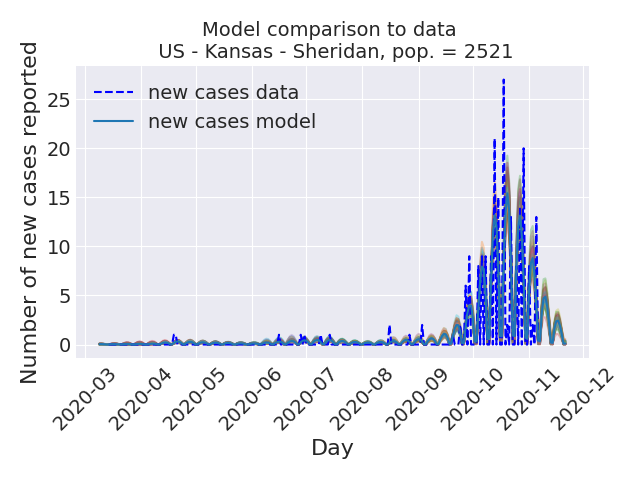 Model comparison to data
US - Kansas - Sheridan, pop. = 2521
Number of new cases reported
25
20
15
10
5
0
new cases data
new cases model
2020-03
2020-04
2020-05
2020-06
2020-07
2020-08
2020-09
2020-10
2020-11
2020-12
Day